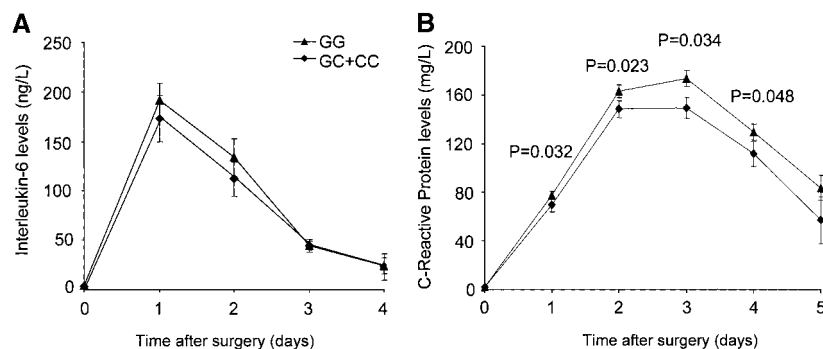 A
Interleukin-6 levels (ng/L)
250
200
150
100
50
0
0 1 2 3 4
Time after surgery (days)
GG
GC+CC
B
C-Reactive Protein levels (mg/L)
200
160
120
80
40
0
0 1 2 3 4 5
Time after surgery (days)
P=0.032
P=0.023
P=0.034
P=0.048